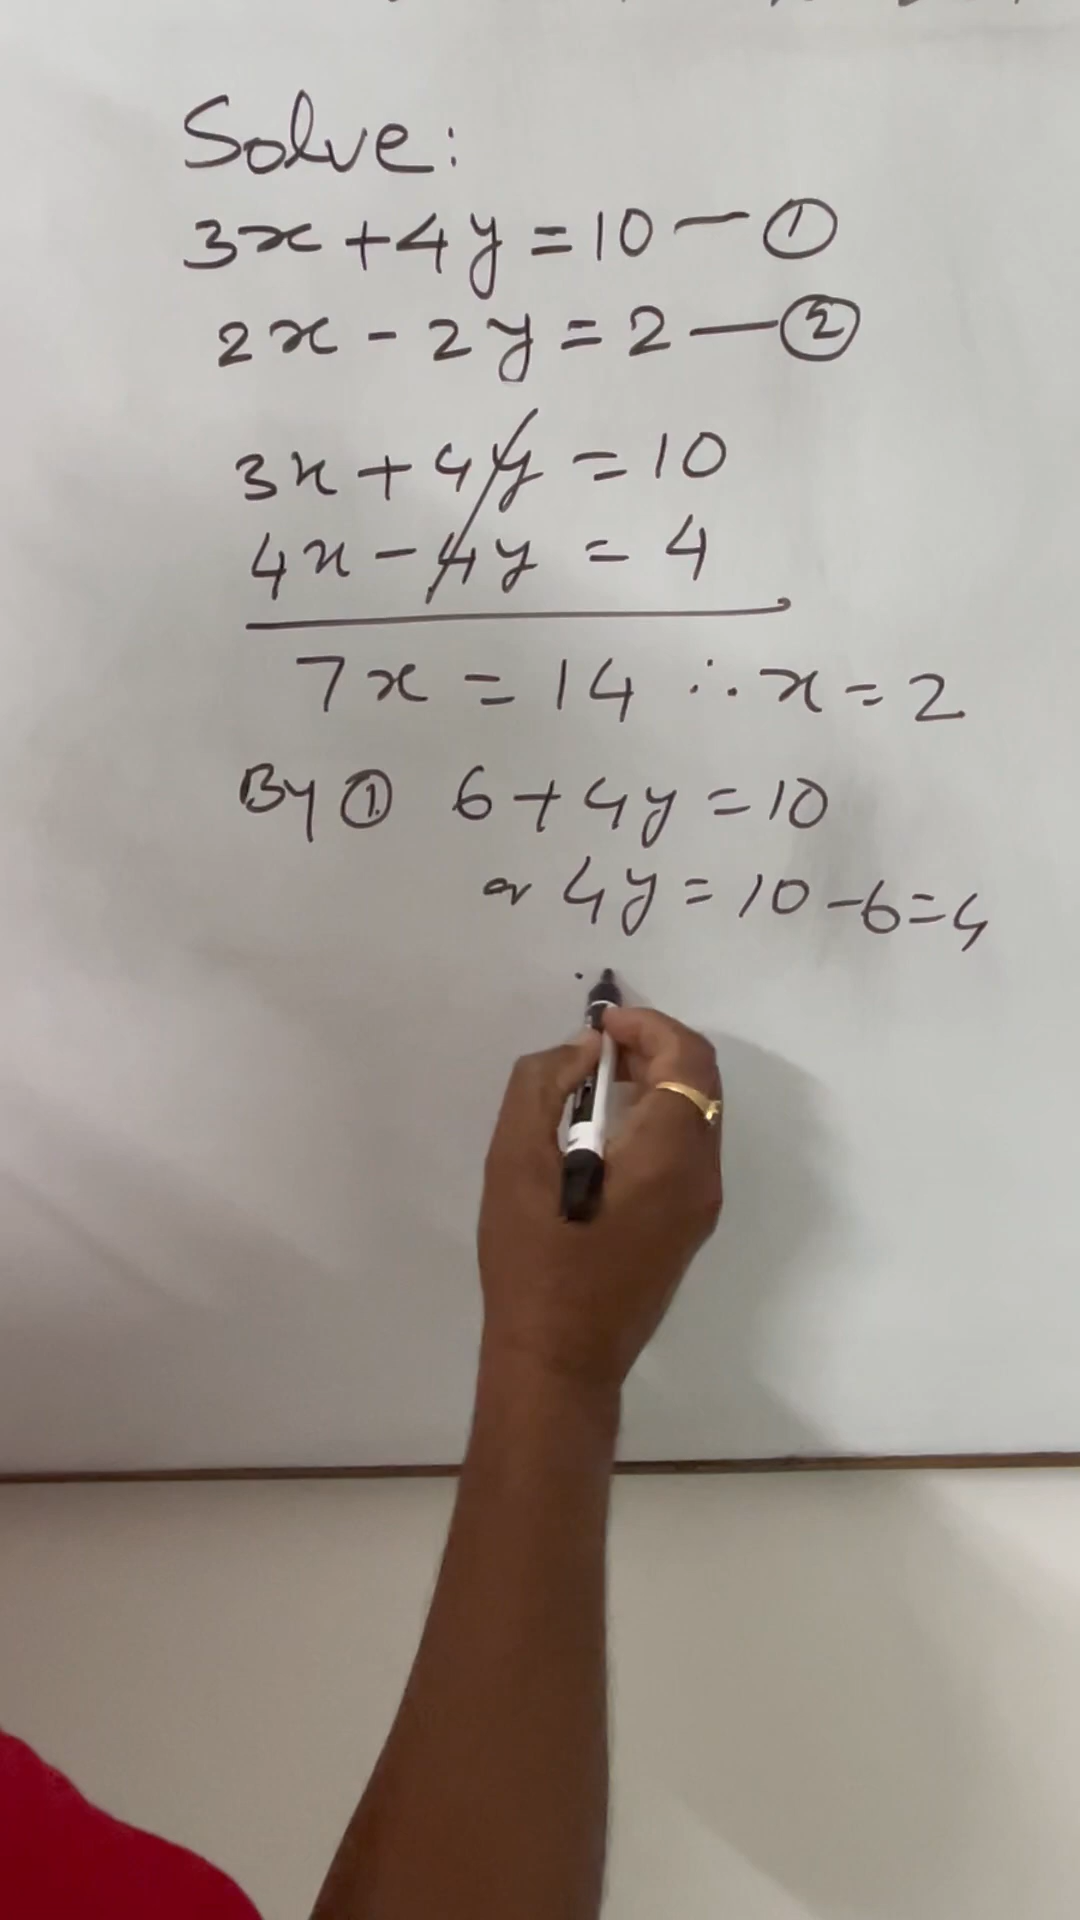 Solve:
3x + 4y = 10 — ①
2x - 2y = 2 — ②
3x + 4y = 10
4x - 4y = 4
7x = 14 ∴ x = 2
By ① 6 + 4y = 10
or 4y = 10 - 6 = 4